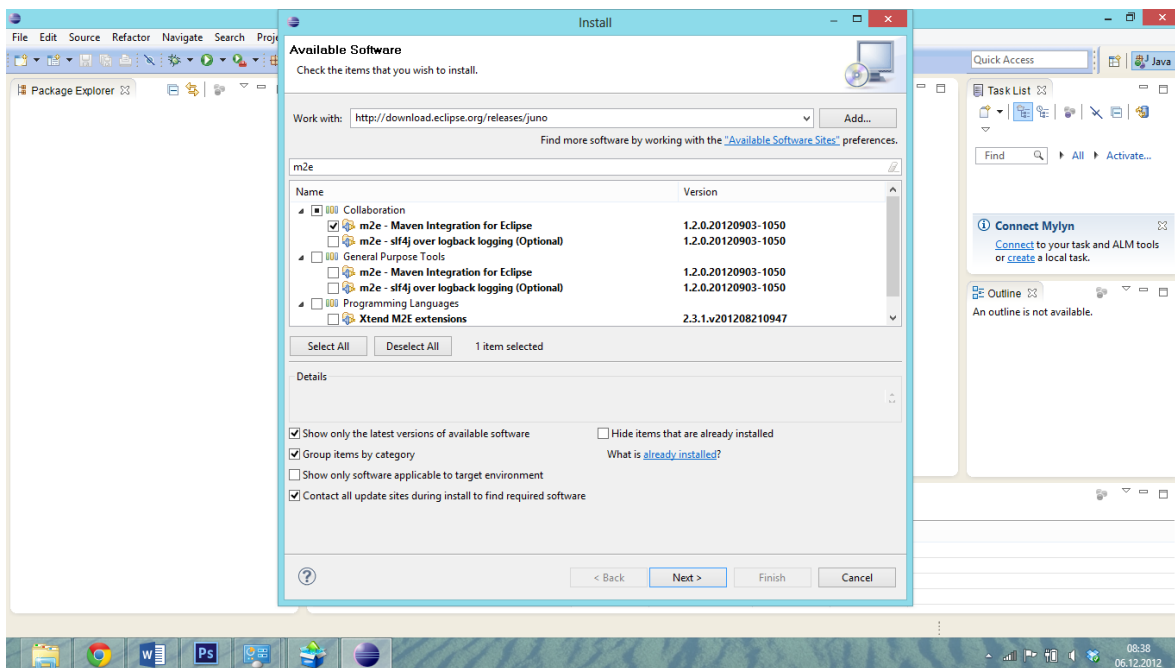 Install
File Edit Source Refactor Navigate Search Proje
Available Software
Check the items that you wish to install.
Quick Access
Java
Package Explorer
Task List
Work with: http://download.eclipse.org/releases/juno
Add...
Find more software by working with the "Available Software Sites" preferences.
Find
All
Activate...
m2e
Name Version
Collaboration
m2e - Maven Integration for Eclipse 1.2.0.20120903-1050
m2e - slf4j over logback logging (Optional) 1.2.0.20120903-1050
General Purpose Tools
m2e - Maven Integration for Eclipse 1.2.0.20120903-1050
m2e - slf4j over logback logging (Optional) 1.2.0.20120903-1050
Programming Languages
Xtend M2E extensions 2.3.1.v201208210947
Connect Mylyn
Connect to your task and ALM tools
or create a local task.
Outline
An outline is not available.
Select All Deselect All 1 item selected
Details
Show only the latest versions of available software
Hide items that are already installed
Group items by category
What is already installed?
Show only software applicable to target environment
Contact all update sites during install to find required software
< Back Next > Finish Cancel
W
Ps
08:38
06.12.2012